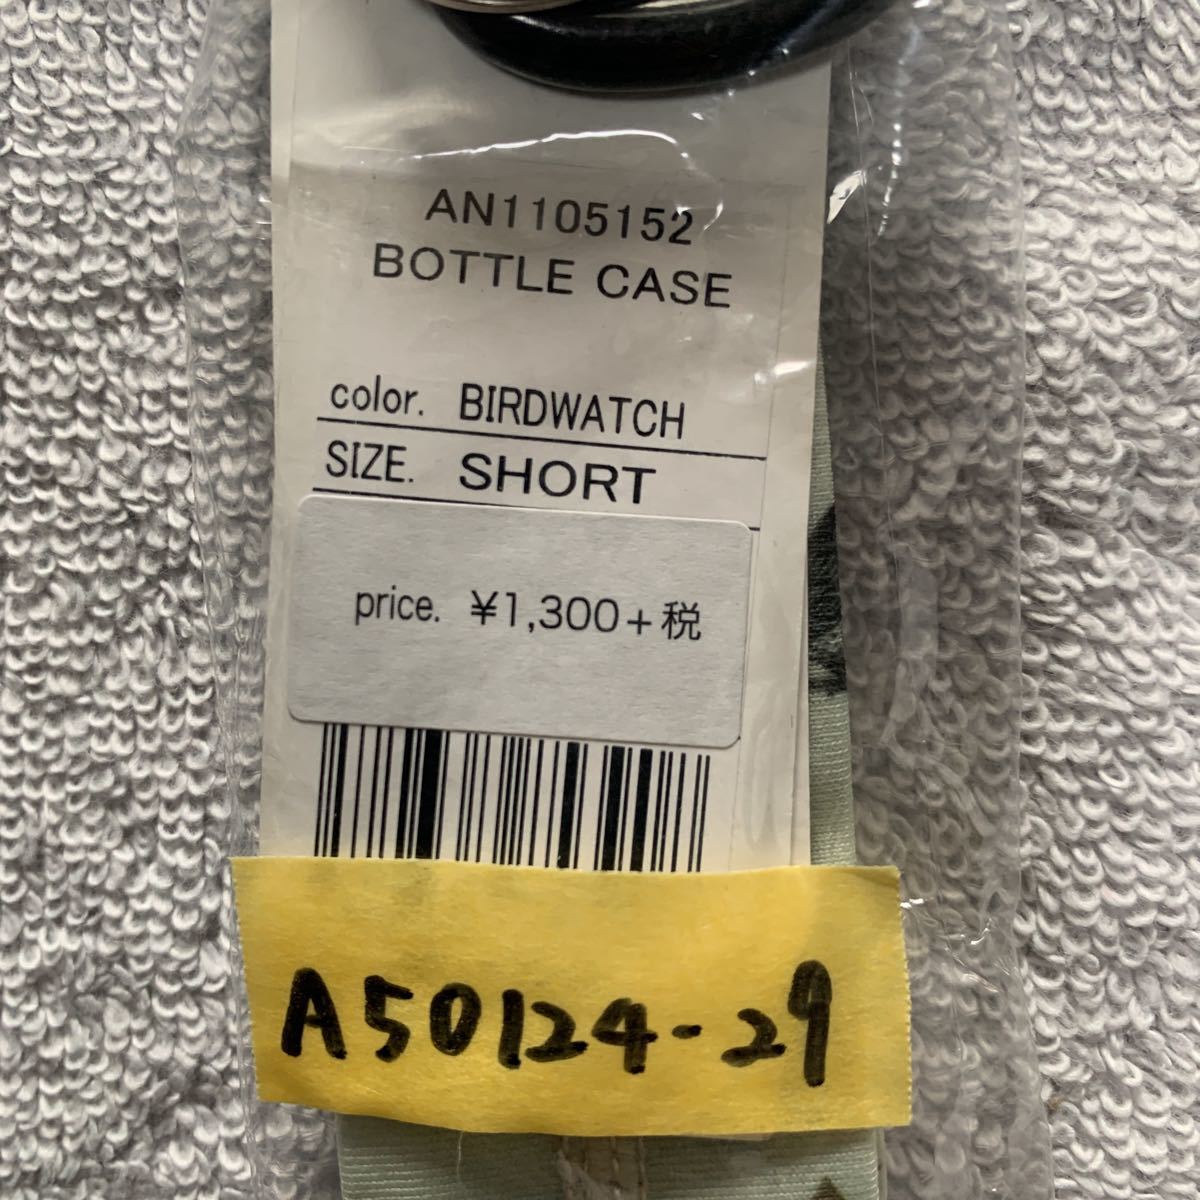 AN1105152
BOTTLE CASE
color. BIRDWATCH
SIZE. SHORT
price. ¥1,300+税
A50124-29